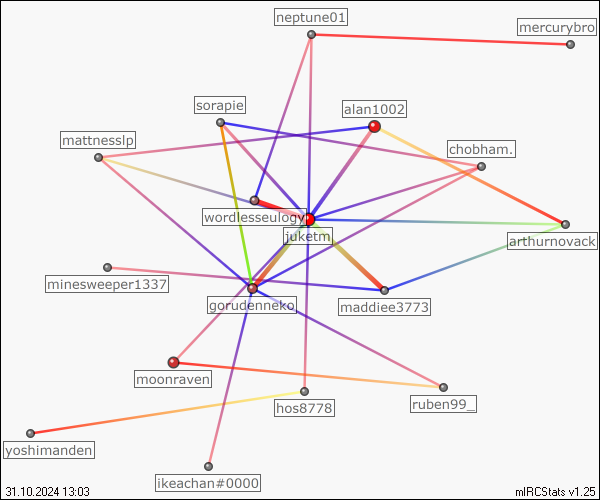 neptune01
mercurybro
sorapie
alan1002
mattnesslp
chobham.
wordlesseulogy
juketm
arthurnovack
minesweeper1337
gorudenneko
maddiee3773
moonraven
hos8778
ruben99_
yoshimanden
ikeachan#0000
31.10.2024 13:03
mIRCStats v1.25